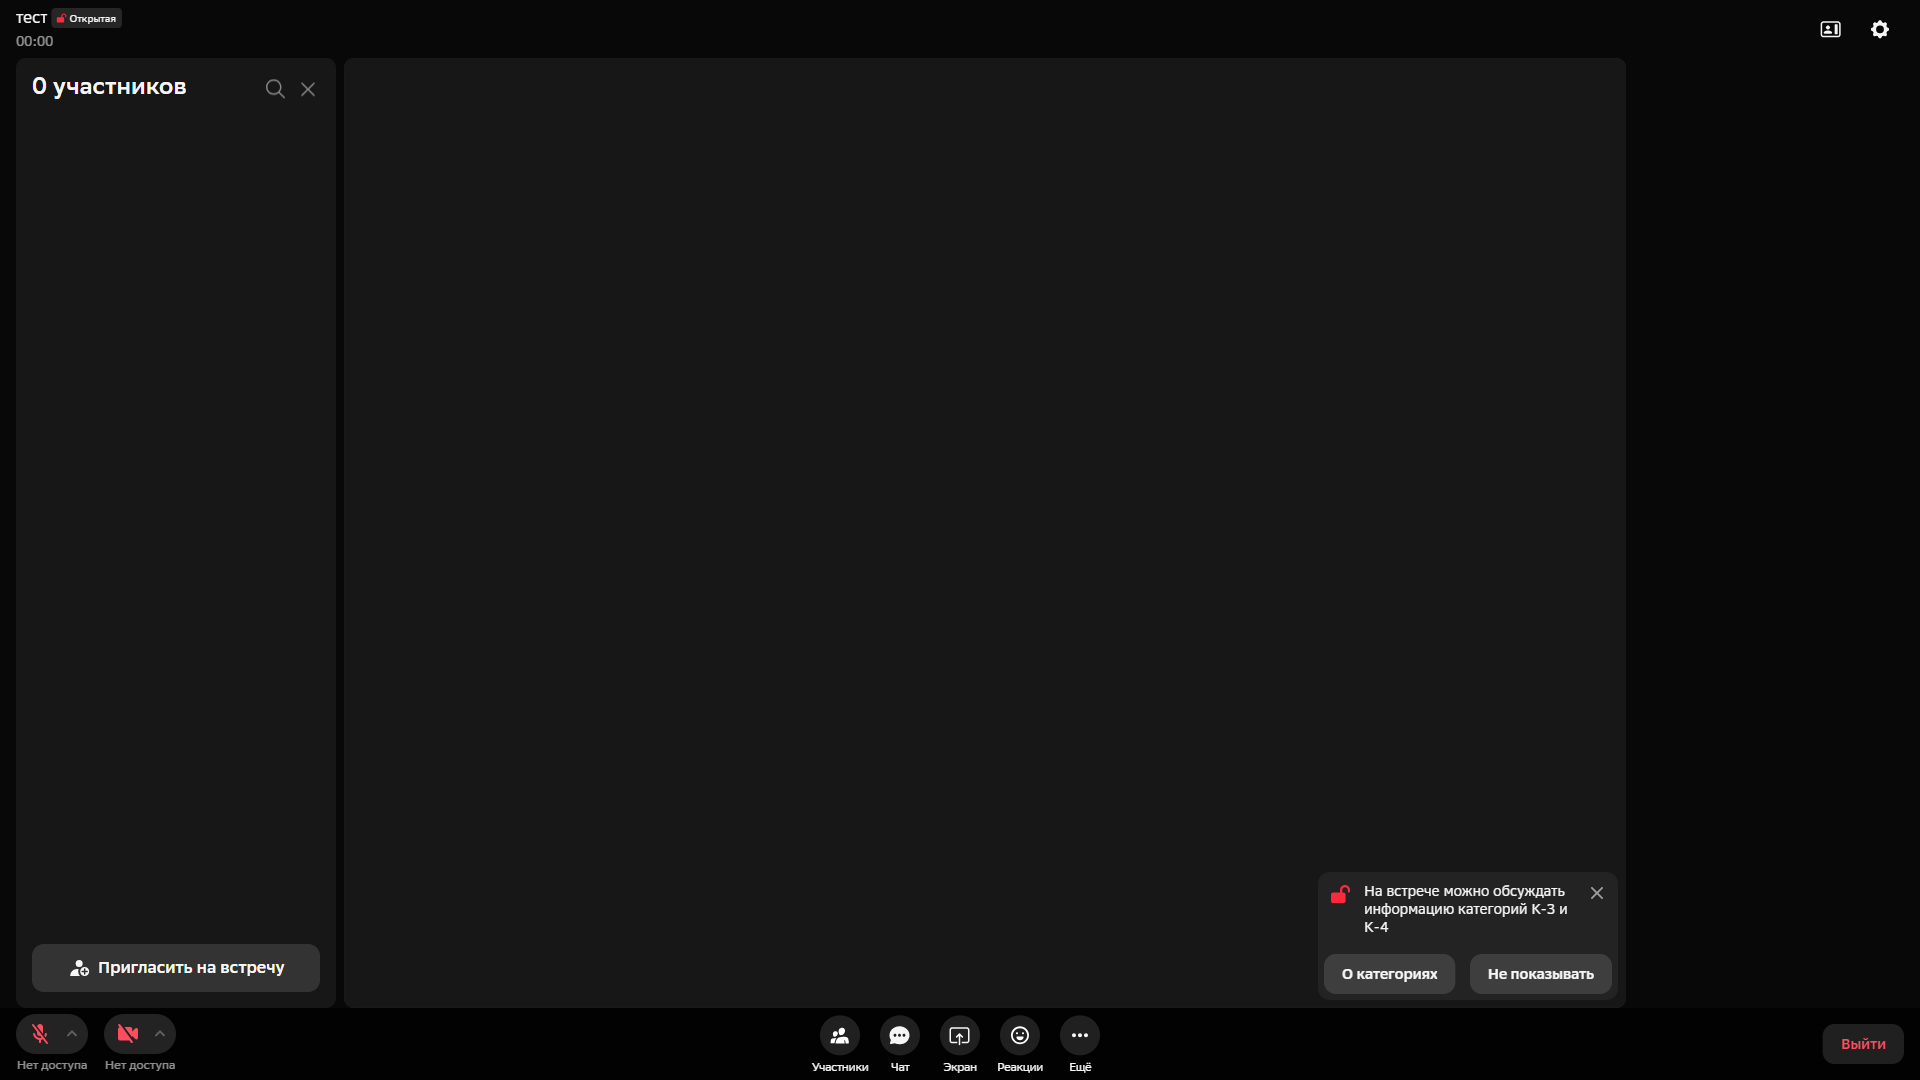 тест
Открытая
00:00
0 участников
Пригласить на встречу
На встрече можно обсуждать
информацию категорий К-3 и
К-4
О категориях
Не показывать
Нет доступа
Нет доступа
Участники
Чат
Экран
Реакции
Ещё
Выйти